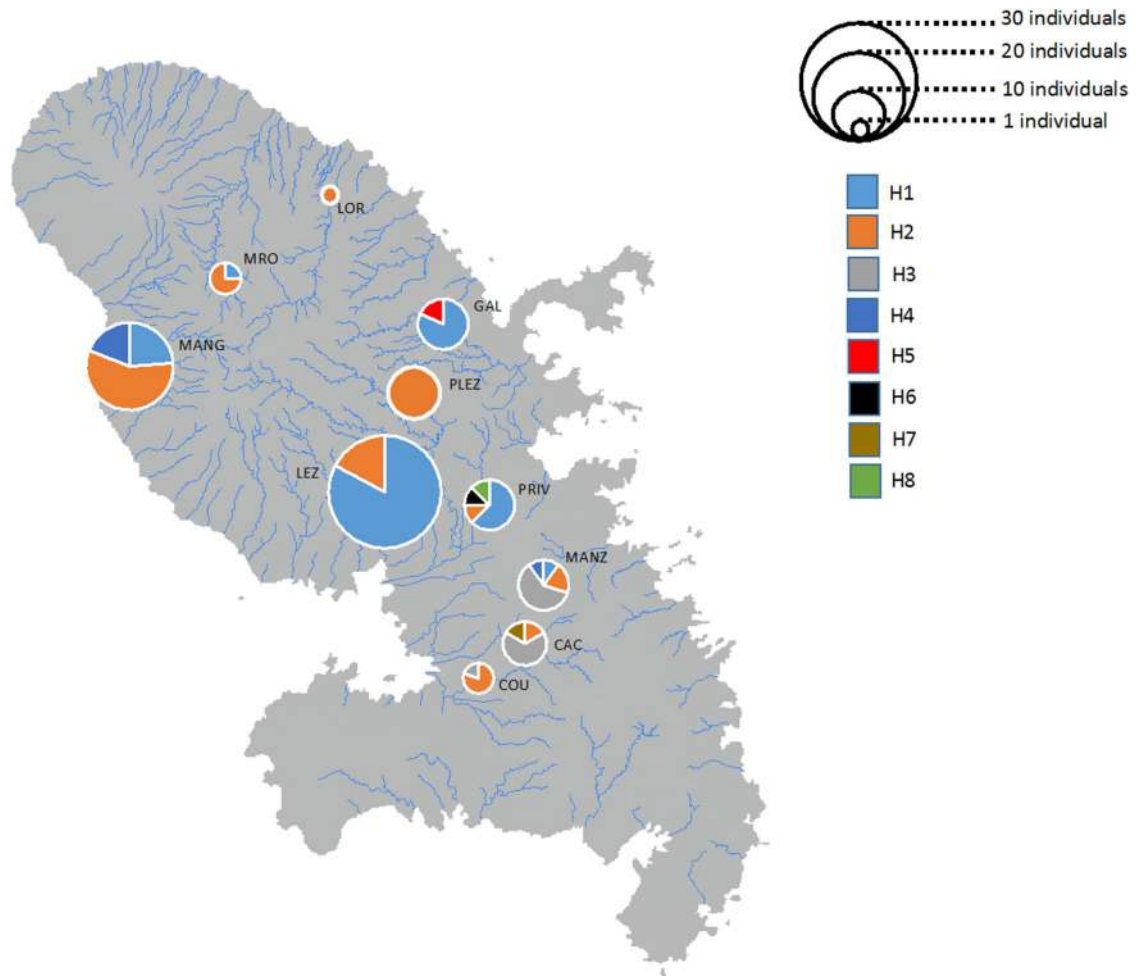 30 individuals
20 individuals
10 individuals
1 individual
H1
H2
H3
H4
H5
H6
H7
H8
LOR
MRO
GAL
MANG
PLEZ
LEZ
PRIV
MANZ
CAC
COU